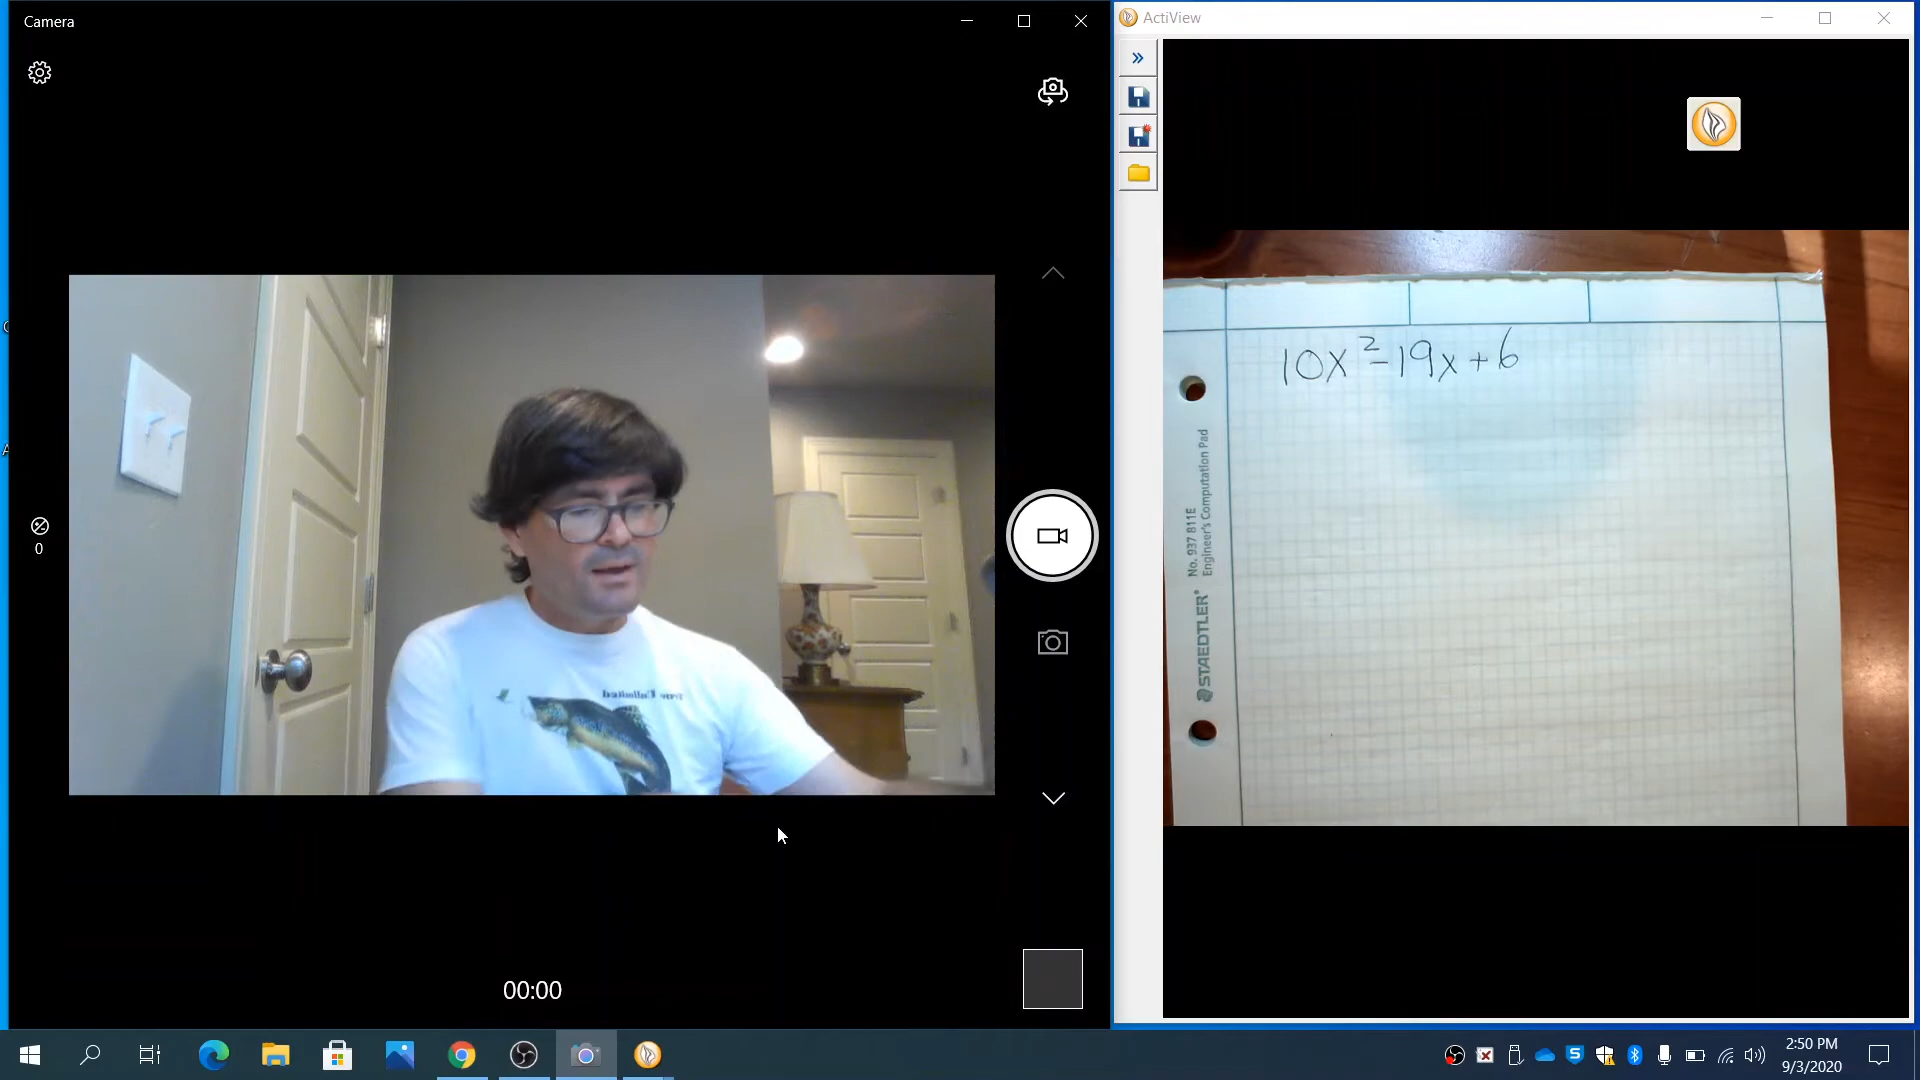 Camera
ActiView
0
10x² - 19x + 6
No. 937 811E
Engineer's Computation Pad
STAEDTLER
Unlimited
00:00
2:50 PM
9/3/2020